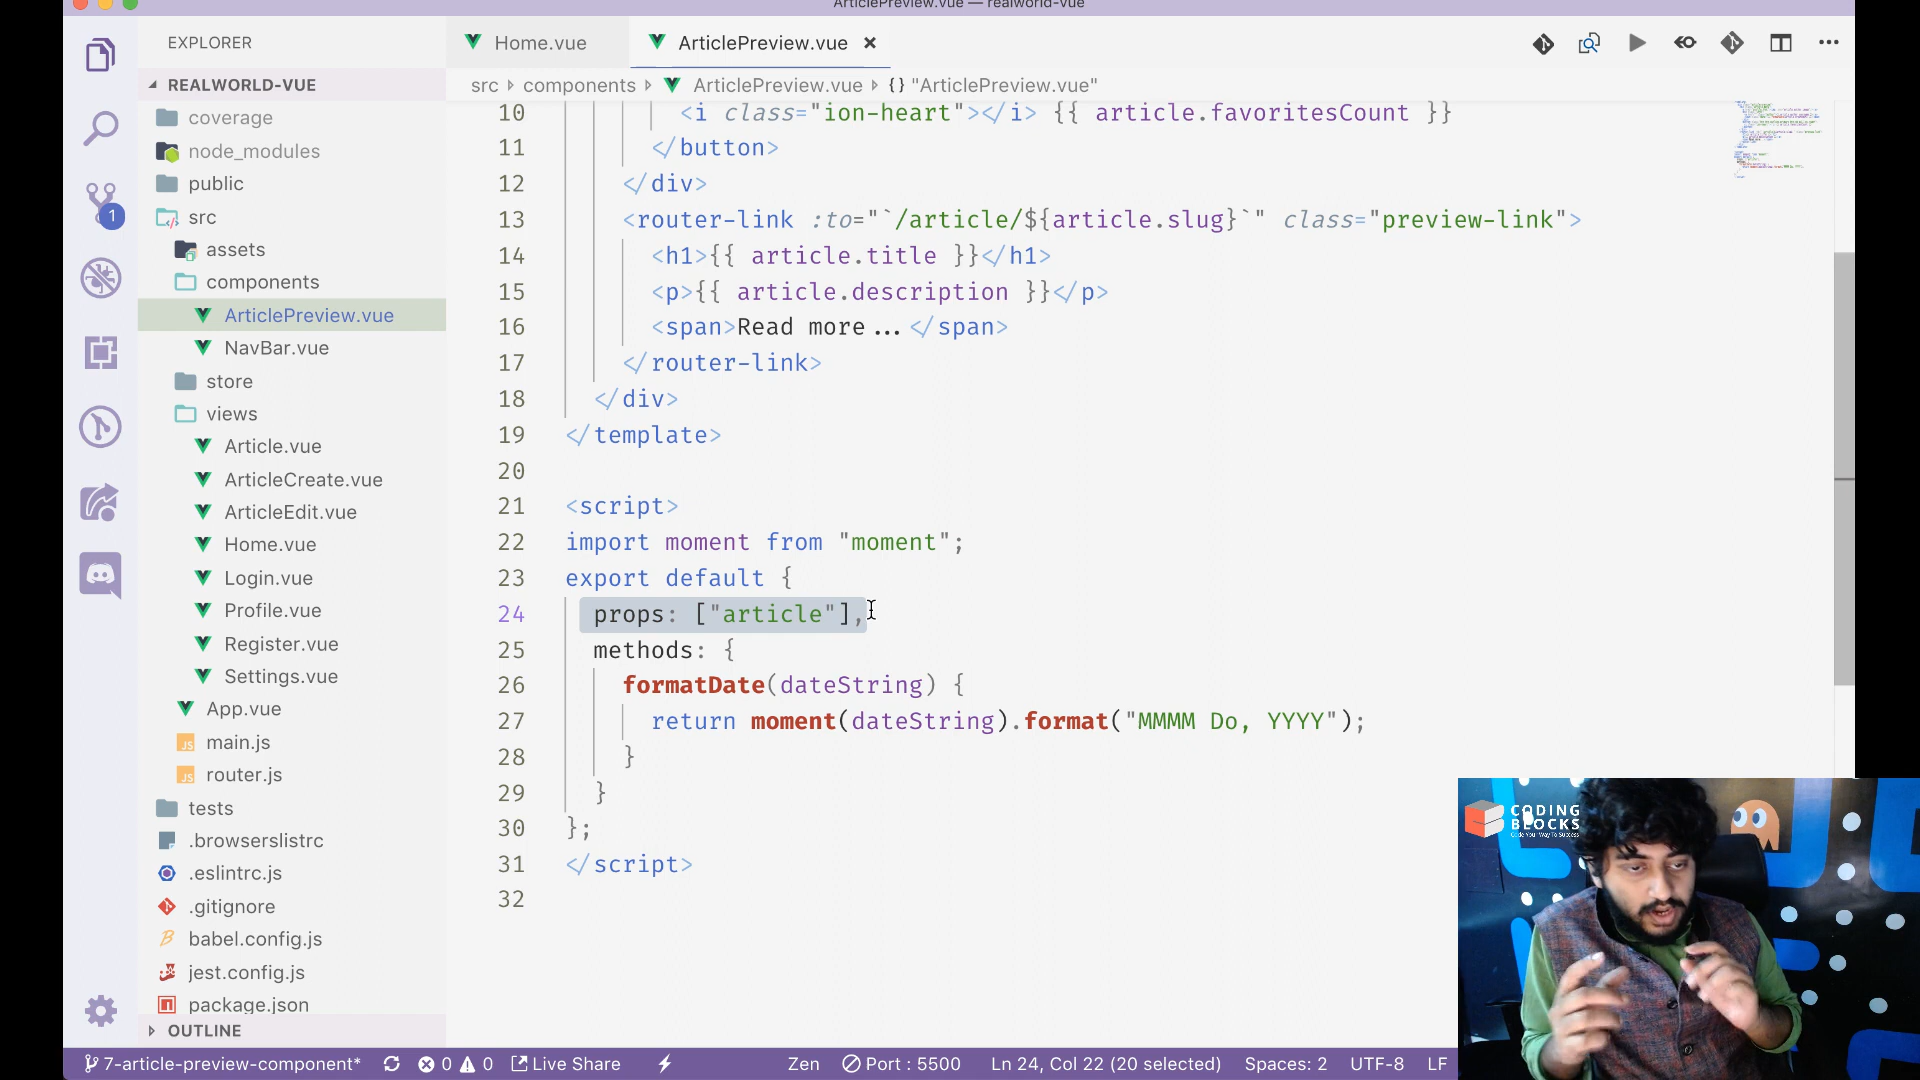 ArticlePreview.vue — realworld-vue
EXPLORER
Home.vue
ArticlePreview.vue ×
REALWORLD-VUE
src > components > ArticlePreview.vue > {} "ArticlePreview.vue"
coverage
node_modules
public
src
assets
components
ArticlePreview.vue
NavBar.vue
store
views
Article.vue
ArticleCreate.vue
ArticleEdit.vue
Home.vue
Login.vue
Profile.vue
Register.vue
Settings.vue
App.vue
main.js
router.js
tests
.browserslistrc
.eslintrc.js
.gitignore
babel.config.js
jest.config.js
package.json
OUTLINE
1
10 <i class="ion-heart"></i> {{ article.favoritesCount }}
11 </button>
12 </div>
13 <router-link :to="`/article/${article.slug}`" class="preview-link">
14 <h1>{{ article.title }}</h1>
15 <p>{{ article.description }}</p>
16 <span>Read more...</span>
17 </router-link>
18 </div>
19 </template>
20
21 <script>
22 import moment from "moment";
23 export default {
24 props: ["article"],
25 methods: {
26 formatDate(dateString) {
27 return moment(dateString).format("MMMM Do, YYYY");
28 }
29 }
30 };
31 </script>
32
CODING
BLOCKS
Code Your Way To Success
7-article-preview-component* 0 0 Live Share Zen Port : 5500 Ln 24, Col 22 (20 selected) Spaces: 2 UTF-8 LF